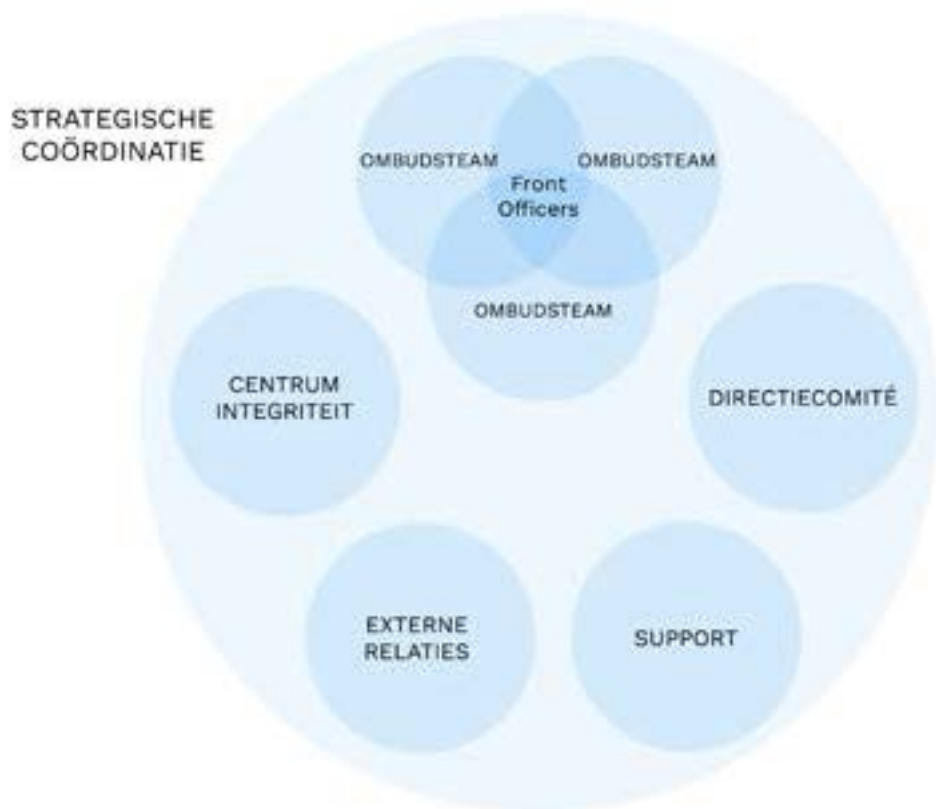 STRATEGISCHE
COÖRDINATIE
OMBUDSTEAM
OMBUDSTEAM
Front
Officers
OMBUDSTEAM
CENTRUM
INTEGRITEIT
DIRECTIECOMITÉ
EXTERNE
RELATIES
SUPPORT